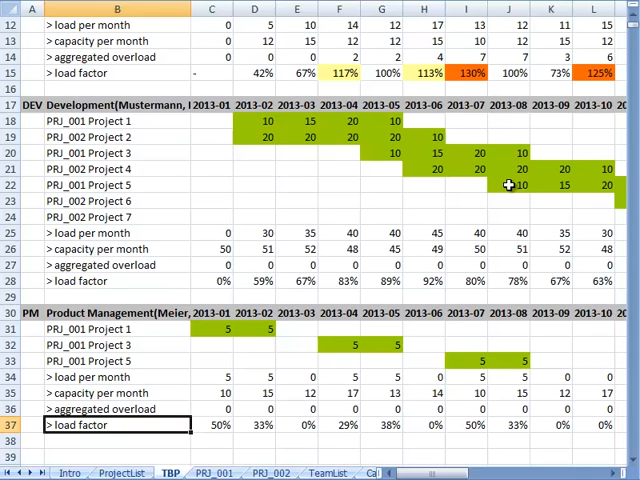 A B C D E F G H I J K L
12 > load per month 0 5 10 14 12 17 13 12 11 15
13 > capacity per month 0 12 15 12 12 15 10 12 15 12
14 > aggregated overload 0 0 0 2 2 4 7 7 3 6
15 > load factor - 42% 67% 117% 100% 113% 130% 100% 73% 125%
16
17 DEV Development(Mustermann, 2013-01 2013-02 2013-03 2013-04 2013-05 2013-06 2013-07 2013-08 2013-09 2013-10 20
18 PRJ_001 Project 1 10 15 20 10
19 PRJ_002 Project 2 20 20 20 20 10
20 PRJ_001 Project 3 10 15 20 10
21 PRJ_002 Project 4 20 20 20 20 10
22 PRJ_001 Project 5 10 15 20
23 PRJ_002 Project 6
24 PRJ_002 Project 7
25 > load per month 0 30 35 40 40 45 40 40 35 30
26 > capacity per month 50 51 52 48 45 49 50 51 52 48
27 > aggregated overload 0 0 0 0 0 0 0 0 0 0
28 > load factor 0% 59% 67% 83% 89% 92% 80% 78% 67% 63%
29
30 PM Product Management(Meier, 2013-01 2013-02 2013-03 2013-04 2013-05 2013-06 2013-07 2013-08 2013-09 2013-10 20
31 PRJ_001 Project 1 5 5
32 PRJ_001 Project 3 5 5
33 PRJ_001 Project 5 5 5
34 > load per month 5 5 0 5 5 0 5 5 0 0
35 > capacity per month 10 15 12 17 13 14 10 15 12 17
36 > aggregated overload 0 0 0 0 0 0 0 0 0 0
37 > load factor 50% 33% 0% 29% 38% 0% 50% 33% 0% 0%
38
39
Intro ProjectList TBP PRJ_001 PRJ_002 TeamList Ca